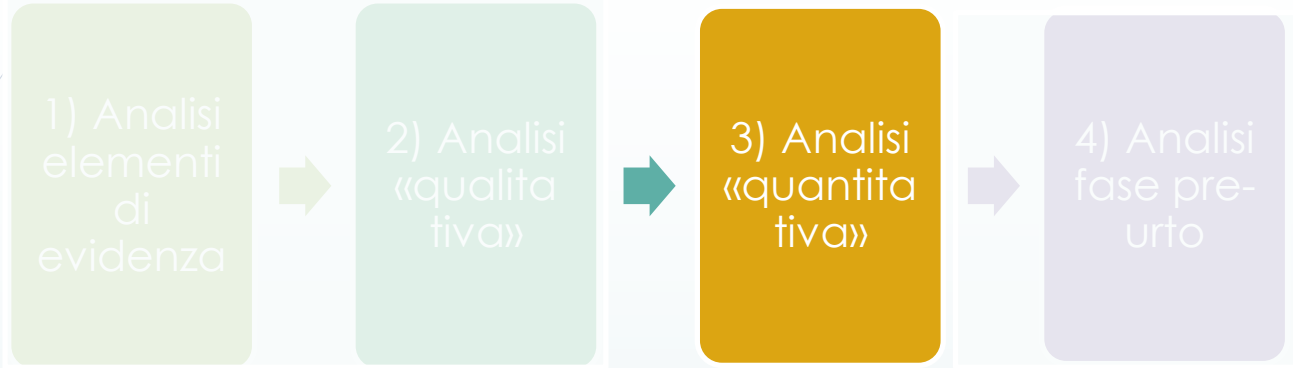 1) Analisi
elementi
di
evidenza
2) Analisi
«qualita
tiva»
3) Analisi
«quantita
tiva»
4) Analisi
fase pre-
urto